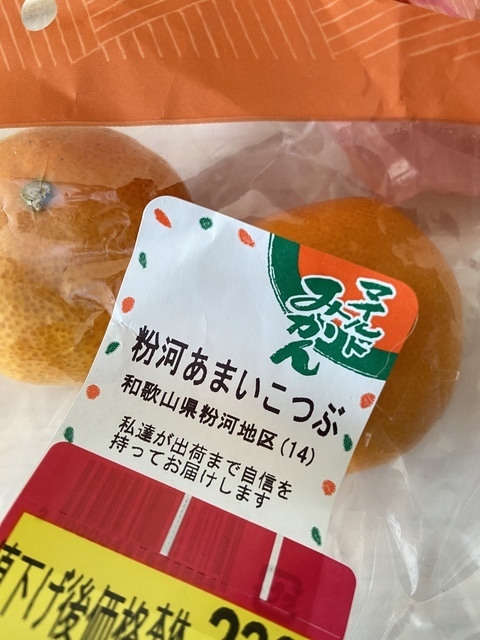 マイルド
みかん
粉河あまいこつぶ
和歌山県粉河地区(14)
私達が出荷まで自信を
持ってお届けします
値下げ後価格本体